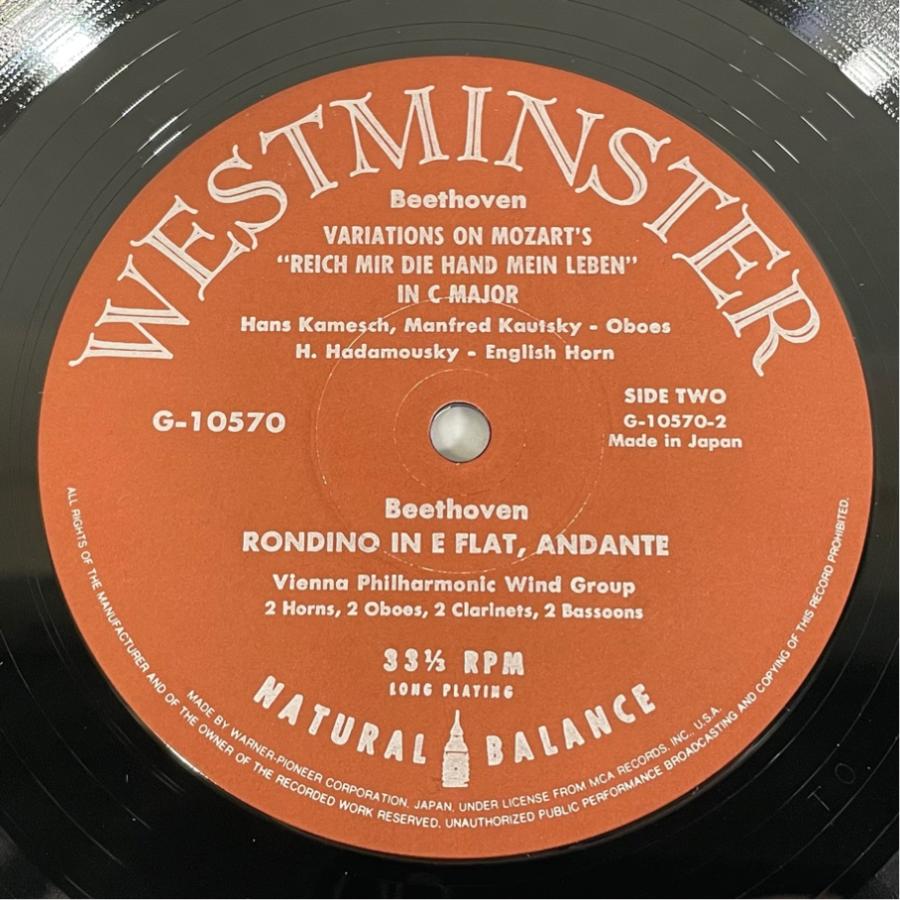 WESTMINSTER
Beethoven
VARIATIONS ON MOZART'S
"REICH MIR DIE HAND MEIN LEBEN"
IN C MAJOR
Hans Kamesch, Manfred Kautsky - Oboes
H. Hadamousky - English Horn
G-10570
SIDE TWO
G-10570-2
Made in Japan
Beethoven
RONDINO IN E FLAT, ANDANTE
Vienna Philharmonic Wind Group
2 Horns, 2 Oboes, 2 Clarinets, 2 Bassoons
33⅓ RPM
LONG PLAYING
NATURAL BALANCE
MADE BY WARNER-PIONEER CORPORATION, JAPAN, UNDER LICENSE FROM MCA RECORDS, INC., U.S.A.
ALL RIGHTS OF THE MANUFACTURER AND OF THE OWNER OF THE RECORDED WORK RESERVED, UNAUTHORIZED PUBLIC PERFORMANCE BROADCASTING AND COPYING OF THIS RECORD PROHIBITED.